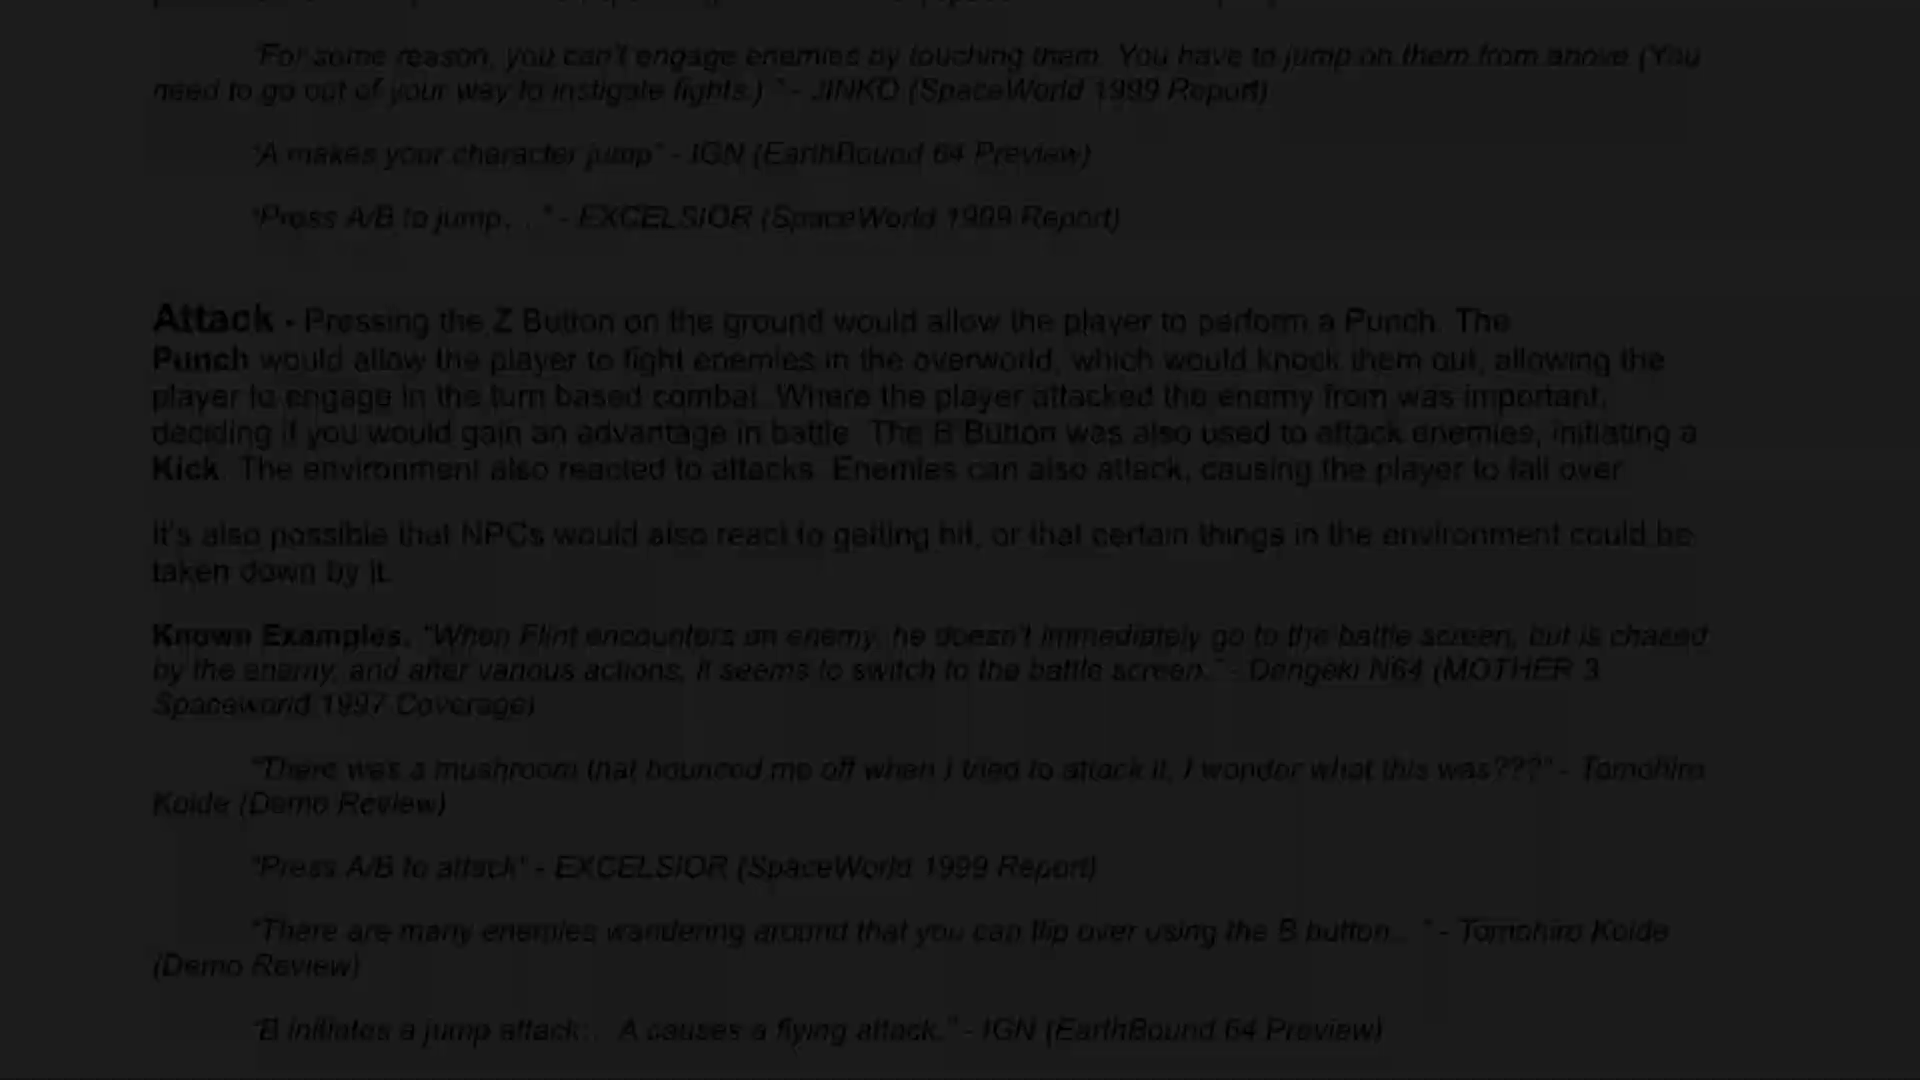 "For some reason, you can't engage enemies by touching them. You have to jump on them from above (You
need to go out of your way to instigate fights.) " - JINKO (SpaceWorld 1999 Report)
"A makes your character jump" - IGN (EarthBound 64 Preview)
"Press A/B to jump. . ." - EXCELSIOR (SpaceWorld 1999 Report)
Attack - Pressing the Z Button on the ground would allow the player to perform a Punch. The
Punch would allow the player to fight enemies in the overworld, which would knock them out, allowing the
player to engage in the turn based combat. Where the player attacked the enemy from was important,
deciding if you would gain an advantage in battle. The B Button was also used to attack enemies, initiating a
Kick. The environment also reacted to attacks. Enemies can also attack, causing the player to fall over.
It's also possible that NPCs would also react to getting hit, or that certain things in the environment could be
taken down by it.
Known Examples. "When Flint encounters an enemy, he doesn't immediately go to the battle screen, but is chased
by the enemy, and after various actions, it seems to switch to the battle screen." - Dengeki N64 (MOTHER 3
Spaceworld 1997 Coverage)
"There was a mushroom that bounced me off when I tried to attack it, I wonder what this was???" - Tomohiro
Koide (Demo Review)
"Press A/B to attack" - EXCELSIOR (SpaceWorld 1999 Report)
"There are many enemies wandering around that you can flip over using the B button. . ." - Tomohiro Koide
(Demo Review)
"B initiates a jump attack. . . A causes a flying attack." - IGN (EarthBound 64 Preview)